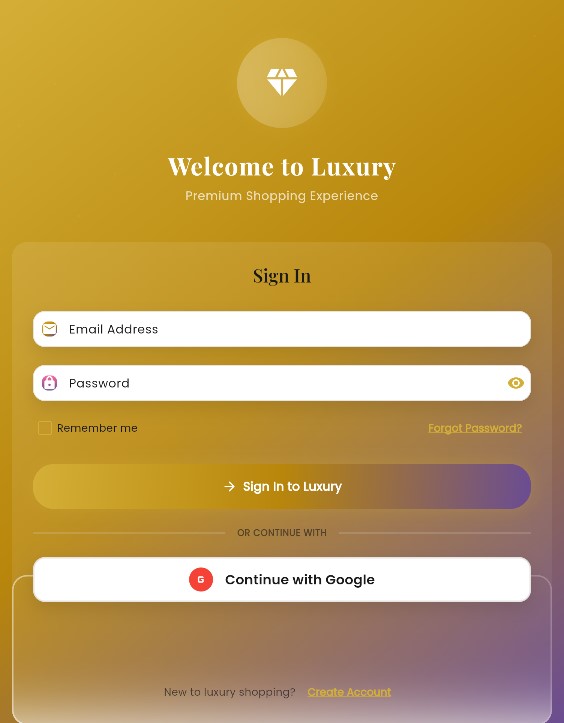 Welcome to Luxury
Premium Shopping Experience
Sign In
Email Address
Password
Remember me
Forgot Password?
Sign In to Luxury
OR CONTINUE WITH
G
Continue with Google
New to luxury shopping?
Create Account